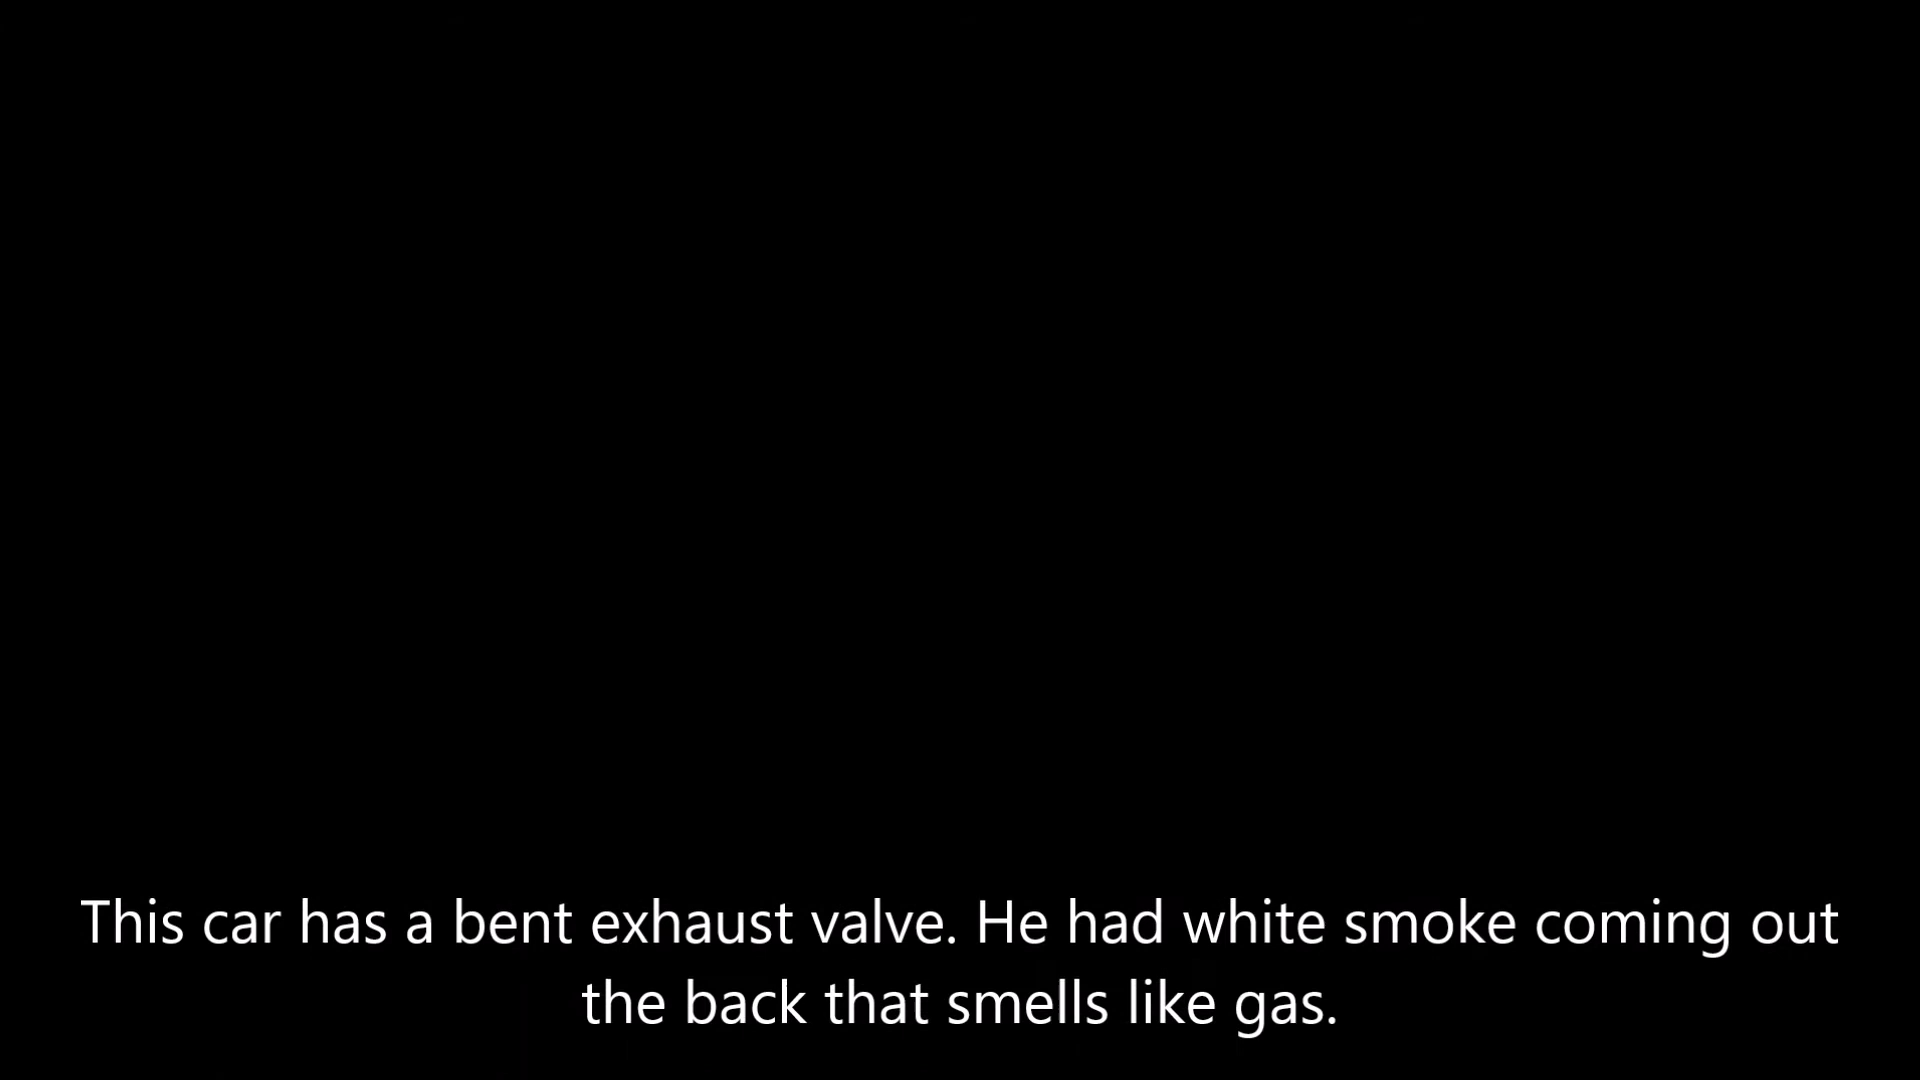 This car has a bent exhaust valve. He had white smoke coming out
the back that smells like gas.